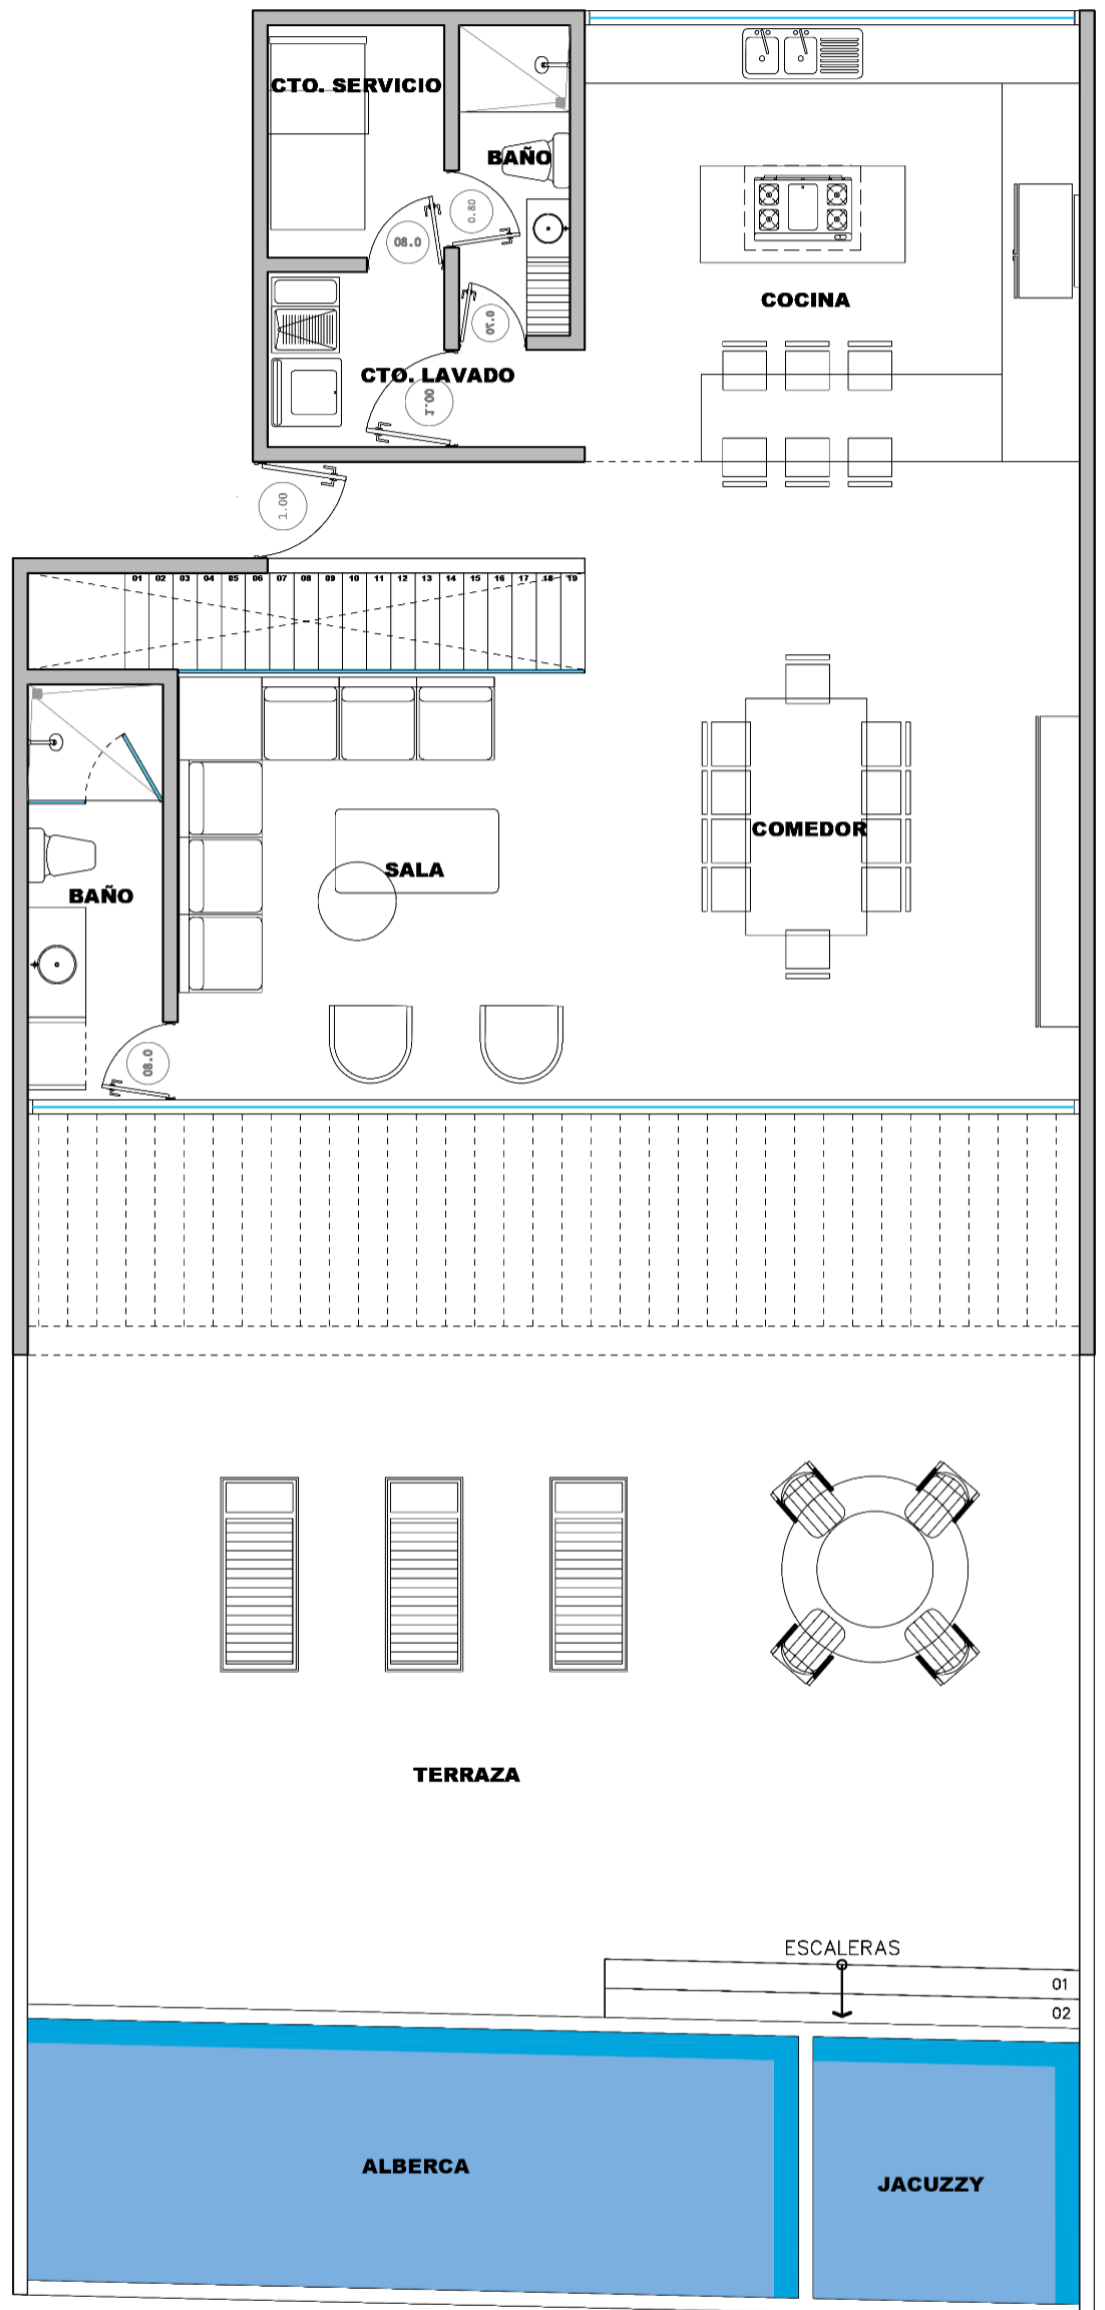 CTO. SERVICIO
BAÑO
0.80
0.80
COCINA
0.70
CTO. LAVADO
1.00
1.00
01 02 03 04 05 06 07 08 09 10 11 12 13 14 15 16 17 18 19
COMEDOR
SALA
BAÑO
0.80
TERRAZA
ESCALERAS
01
02
ALBERCA
JACUZZY